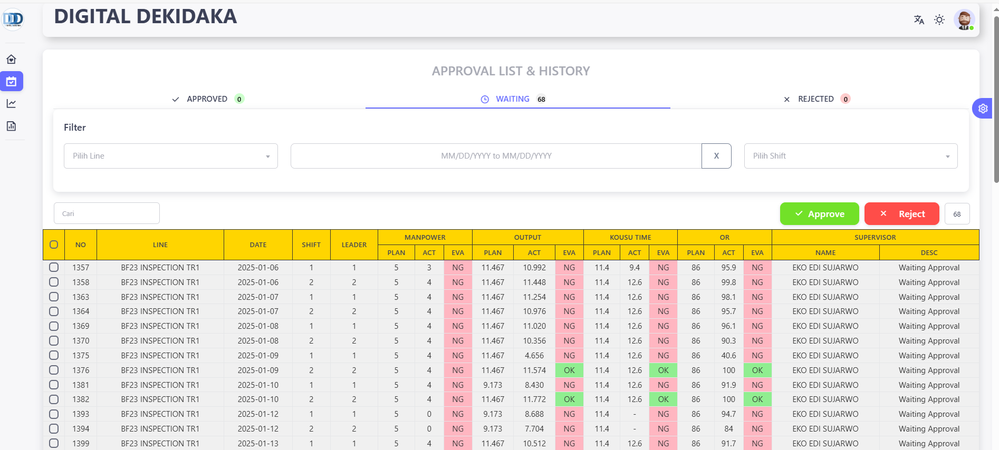 DIGITAL DEKIDAKA
APPROVAL LIST & HISTORY
APPROVED 0
WAITING 68
REJECTED 0
Filter
Pilih Line
MM/DD/YYYY to MM/DD/YYYY
X
Pilih Shift
Cari
Approve
Reject
68
NO LINE DATE SHIFT LEADER MANPOWER OUTPUT KOUSU TIME OR SUPERVISOR
PLAN ACT EVA PLAN ACT EVA PLAN ACT EVA PLAN ACT EVA NAME DESC
1357 BF23 INSPECTION TR1 2025-01-06 1 1 5 3 NG 11.467 10.992 NG 11.4 9.4 NG 86 95.9 NG EKO EDI SUJARWO Waiting Approval
1358 BF23 INSPECTION TR1 2025-01-06 2 2 5 4 NG 11.467 11.448 NG 11.4 12.6 NG 86 99.8 NG EKO EDI SUJARWO Waiting Approval
1363 BF23 INSPECTION TR1 2025-01-07 1 1 5 4 NG 11.467 11.254 NG 11.4 12.6 NG 86 98.1 NG EKO EDI SUJARWO Waiting Approval
1364 BF23 INSPECTION TR1 2025-01-07 2 2 5 4 NG 11.467 10.976 NG 11.4 12.6 NG 86 95.7 NG EKO EDI SUJARWO Waiting Approval
1369 BF23 INSPECTION TR1 2025-01-08 1 1 5 4 NG 11.467 11.020 NG 11.4 12.6 NG 86 96.1 NG EKO EDI SUJARWO Waiting Approval
1370 BF23 INSPECTION TR1 2025-01-08 2 2 5 4 NG 11.467 10.356 NG 11.4 12.6 NG 86 90.3 NG EKO EDI SUJARWO Waiting Approval
1375 BF23 INSPECTION TR1 2025-01-09 1 1 5 4 NG 11.467 4.656 NG 11.4 12.6 NG 86 40.6 NG EKO EDI SUJARWO Waiting Approval
1376 BF23 INSPECTION TR1 2025-01-09 2 2 5 4 NG 11.467 11.574 OK 11.4 12.6 OK 86 100 OK EKO EDI SUJARWO Waiting Approval
1381 BF23 INSPECTION TR1 2025-01-10 1 1 5 4 NG 9.173 8.430 NG 11.4 12.6 NG 86 91.9 NG EKO EDI SUJARWO Waiting Approval
1382 BF23 INSPECTION TR1 2025-01-10 2 2 5 4 NG 11.467 11.772 OK 11.4 12.6 OK 86 100 OK EKO EDI SUJARWO Waiting Approval
1393 BF23 INSPECTION TR1 2025-01-12 1 1 5 0 NG 9.173 8.688 NG 11.4 - NG 86 94.7 NG EKO EDI SUJARWO Waiting Approval
1394 BF23 INSPECTION TR1 2025-01-12 2 2 5 0 NG 9.173 7.704 NG 11.4 - NG 86 84 NG EKO EDI SUJARWO Waiting Approval
1399 BF23 INSPECTION TR1 2025-01-13 1 1 5 4 NG 11.467 10.512 NG 11.4 12.6 NG 86 91.7 NG EKO EDI SUJARWO Waiting Approval